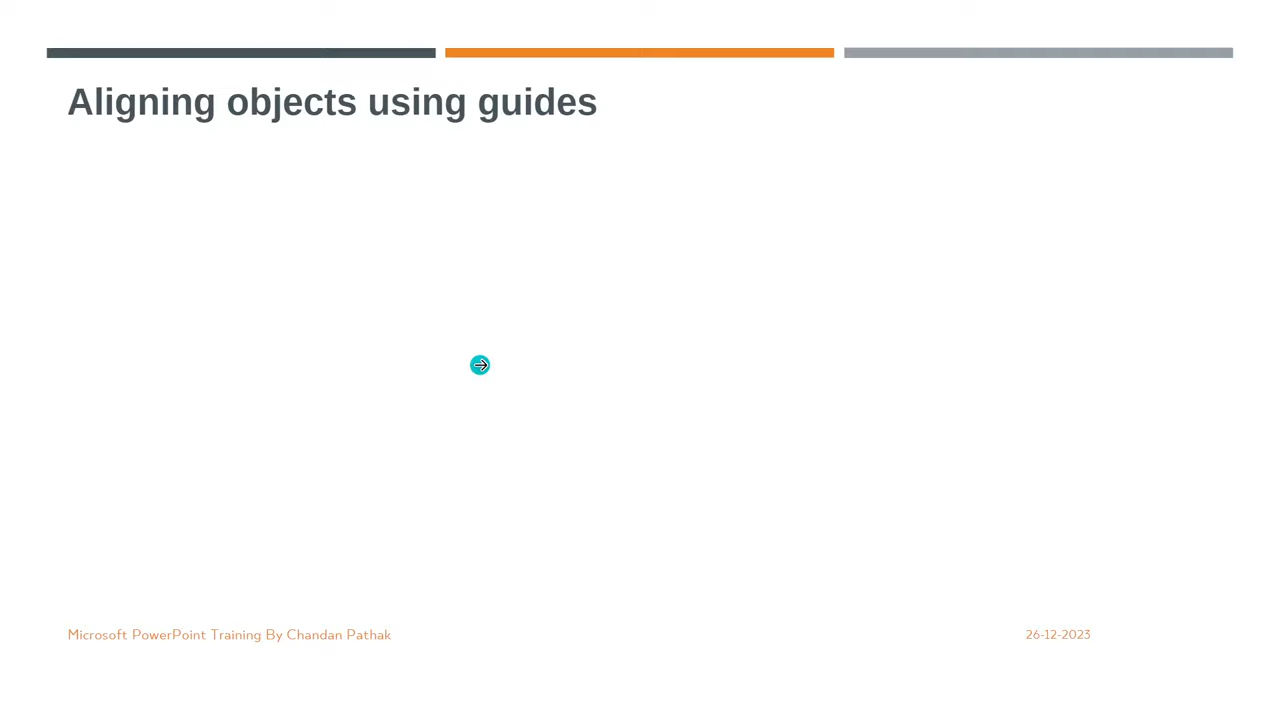 Aligning objects using guides
Microsoft PowerPoint Training By Chandan Pathak
26-12-2023